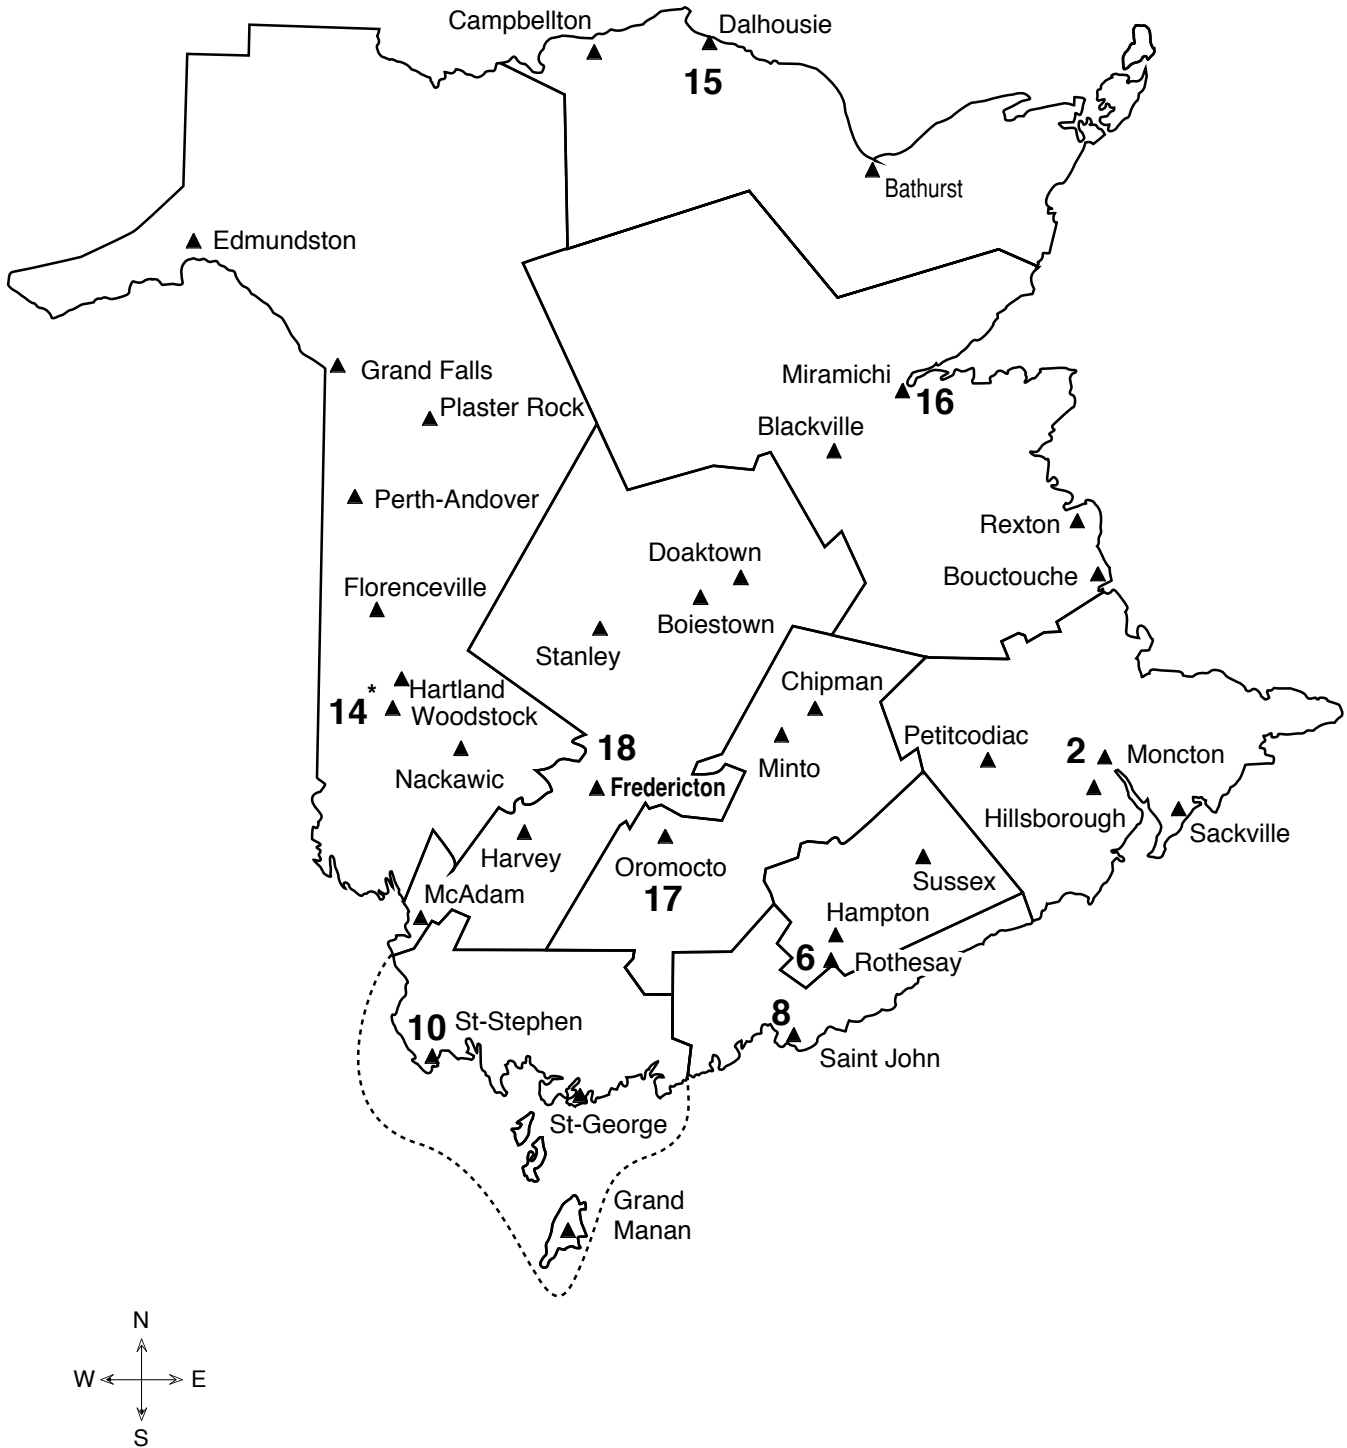 Campbellton
Dalhousie
15
Bathurst
Edmundston
Grand Falls
Plaster Rock
Miramichi
16
Blackville
Perth-Andover
Rexton
Doaktown
Bouctouche
Florenceville
Boiestown
Stanley
Chipman
Hartland
14*
Woodstock
Petitcodiac
18
2
Moncton
Minto
Nackawic
Fredericton
Hillsborough
Sackville
Harvey
Oromocto
Sussex
McAdam
17
Hampton
6
Rothesay
8
10
St-Stephen
Saint John
St-George
Grand
Manan
N
W
E
S